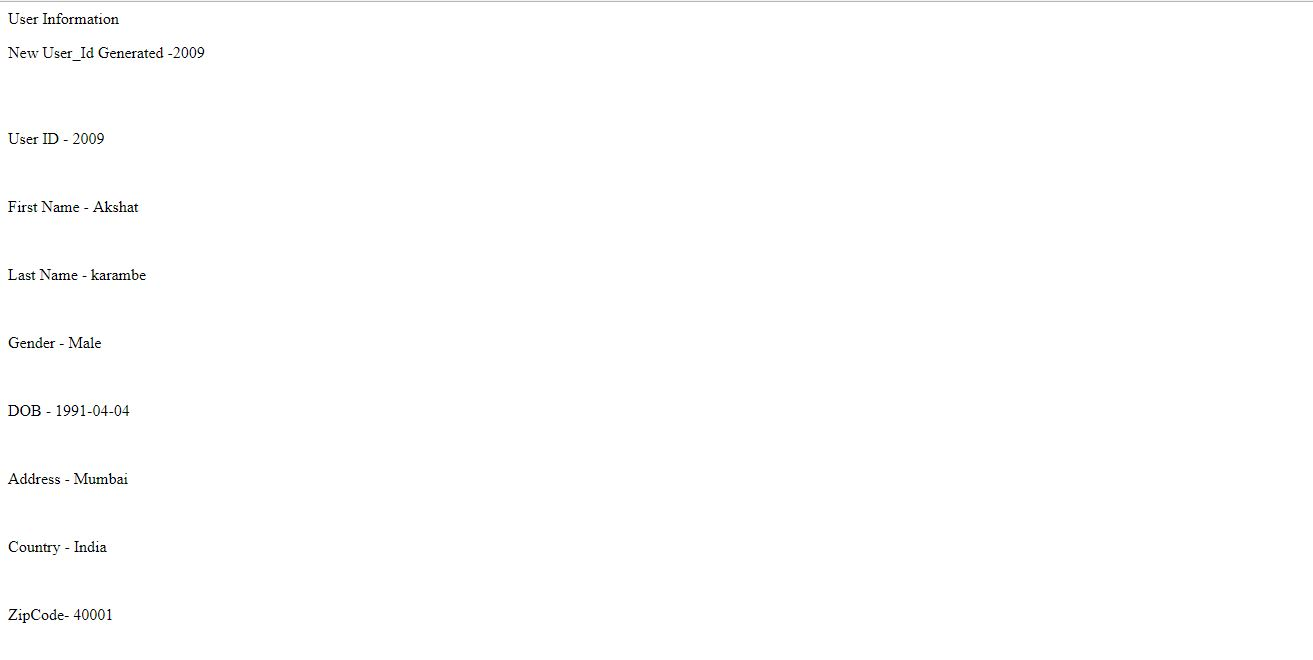 User Information
New User_Id Generated -2009
User ID - 2009
First Name - Akshat
Last Name - karambe
Gender - Male
DOB - 1991-04-04
Address - Mumbai
Country - India
ZipCode- 40001